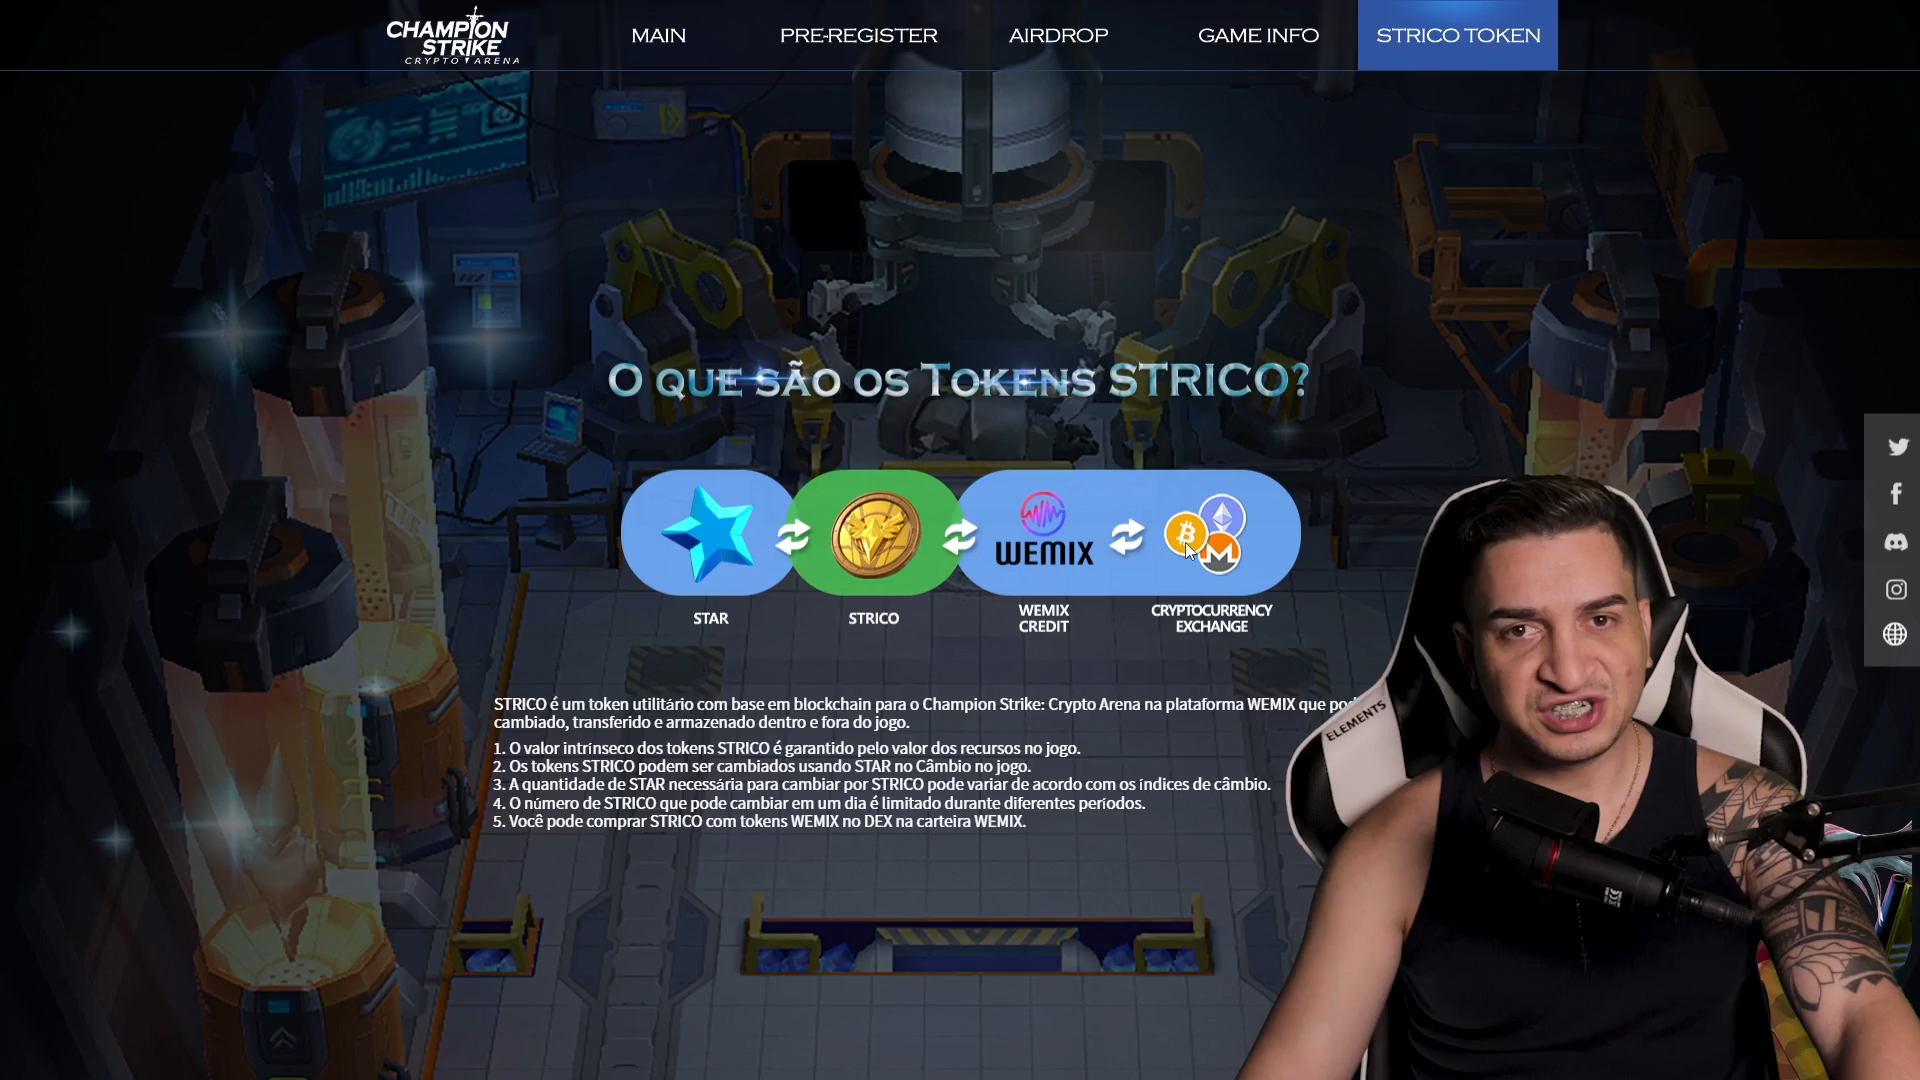 CHAMPION
STRIKE
CRYPTO ARENA
MAIN
PRE-REGISTER
AIRDROP
GAME INFO
STRICO TOKEN
O QUE SÃO OS TOKENS STRICO?
WEMIX
STAR
STRICO
WEMIX
CREDIT
CRYPTOCURRENCY
EXCHANGE
STRICO é um token utilitário com base em blockchain para o Champion Strike: Crypto Arena na plataforma WEMIX que
cambiado, transferido e armazenado dentro e fora do jogo.
1. O valor intrínseco dos tokens STRICO é garantido pelo valor dos recursos no jogo.
2. Os tokens STRICO podem ser cambiados usando STAR no Câmbio no jogo.
3. A quantidade de STAR necessária para cambiar por STRICO pode variar de acordo com os índices de câmbio.
4. O número de STRICO que pode cambiar em um dia é limitado durante diferentes períodos.
5. Você pode comprar STRICO com tokens WEMIX no DEX na carteira WEMIX.
ELEMENTS